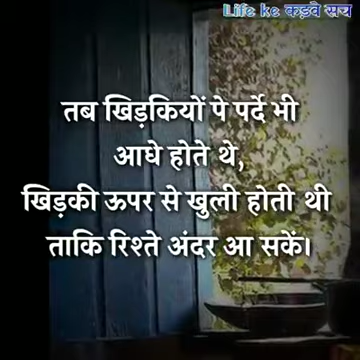 Life ke कड़वे सच
तब खिड़कियों पे पर्दे भी
आधे होते थे,
खिड़की ऊपर से खुली होती थी
ताकि रिश्ते अंदर आ सकें।